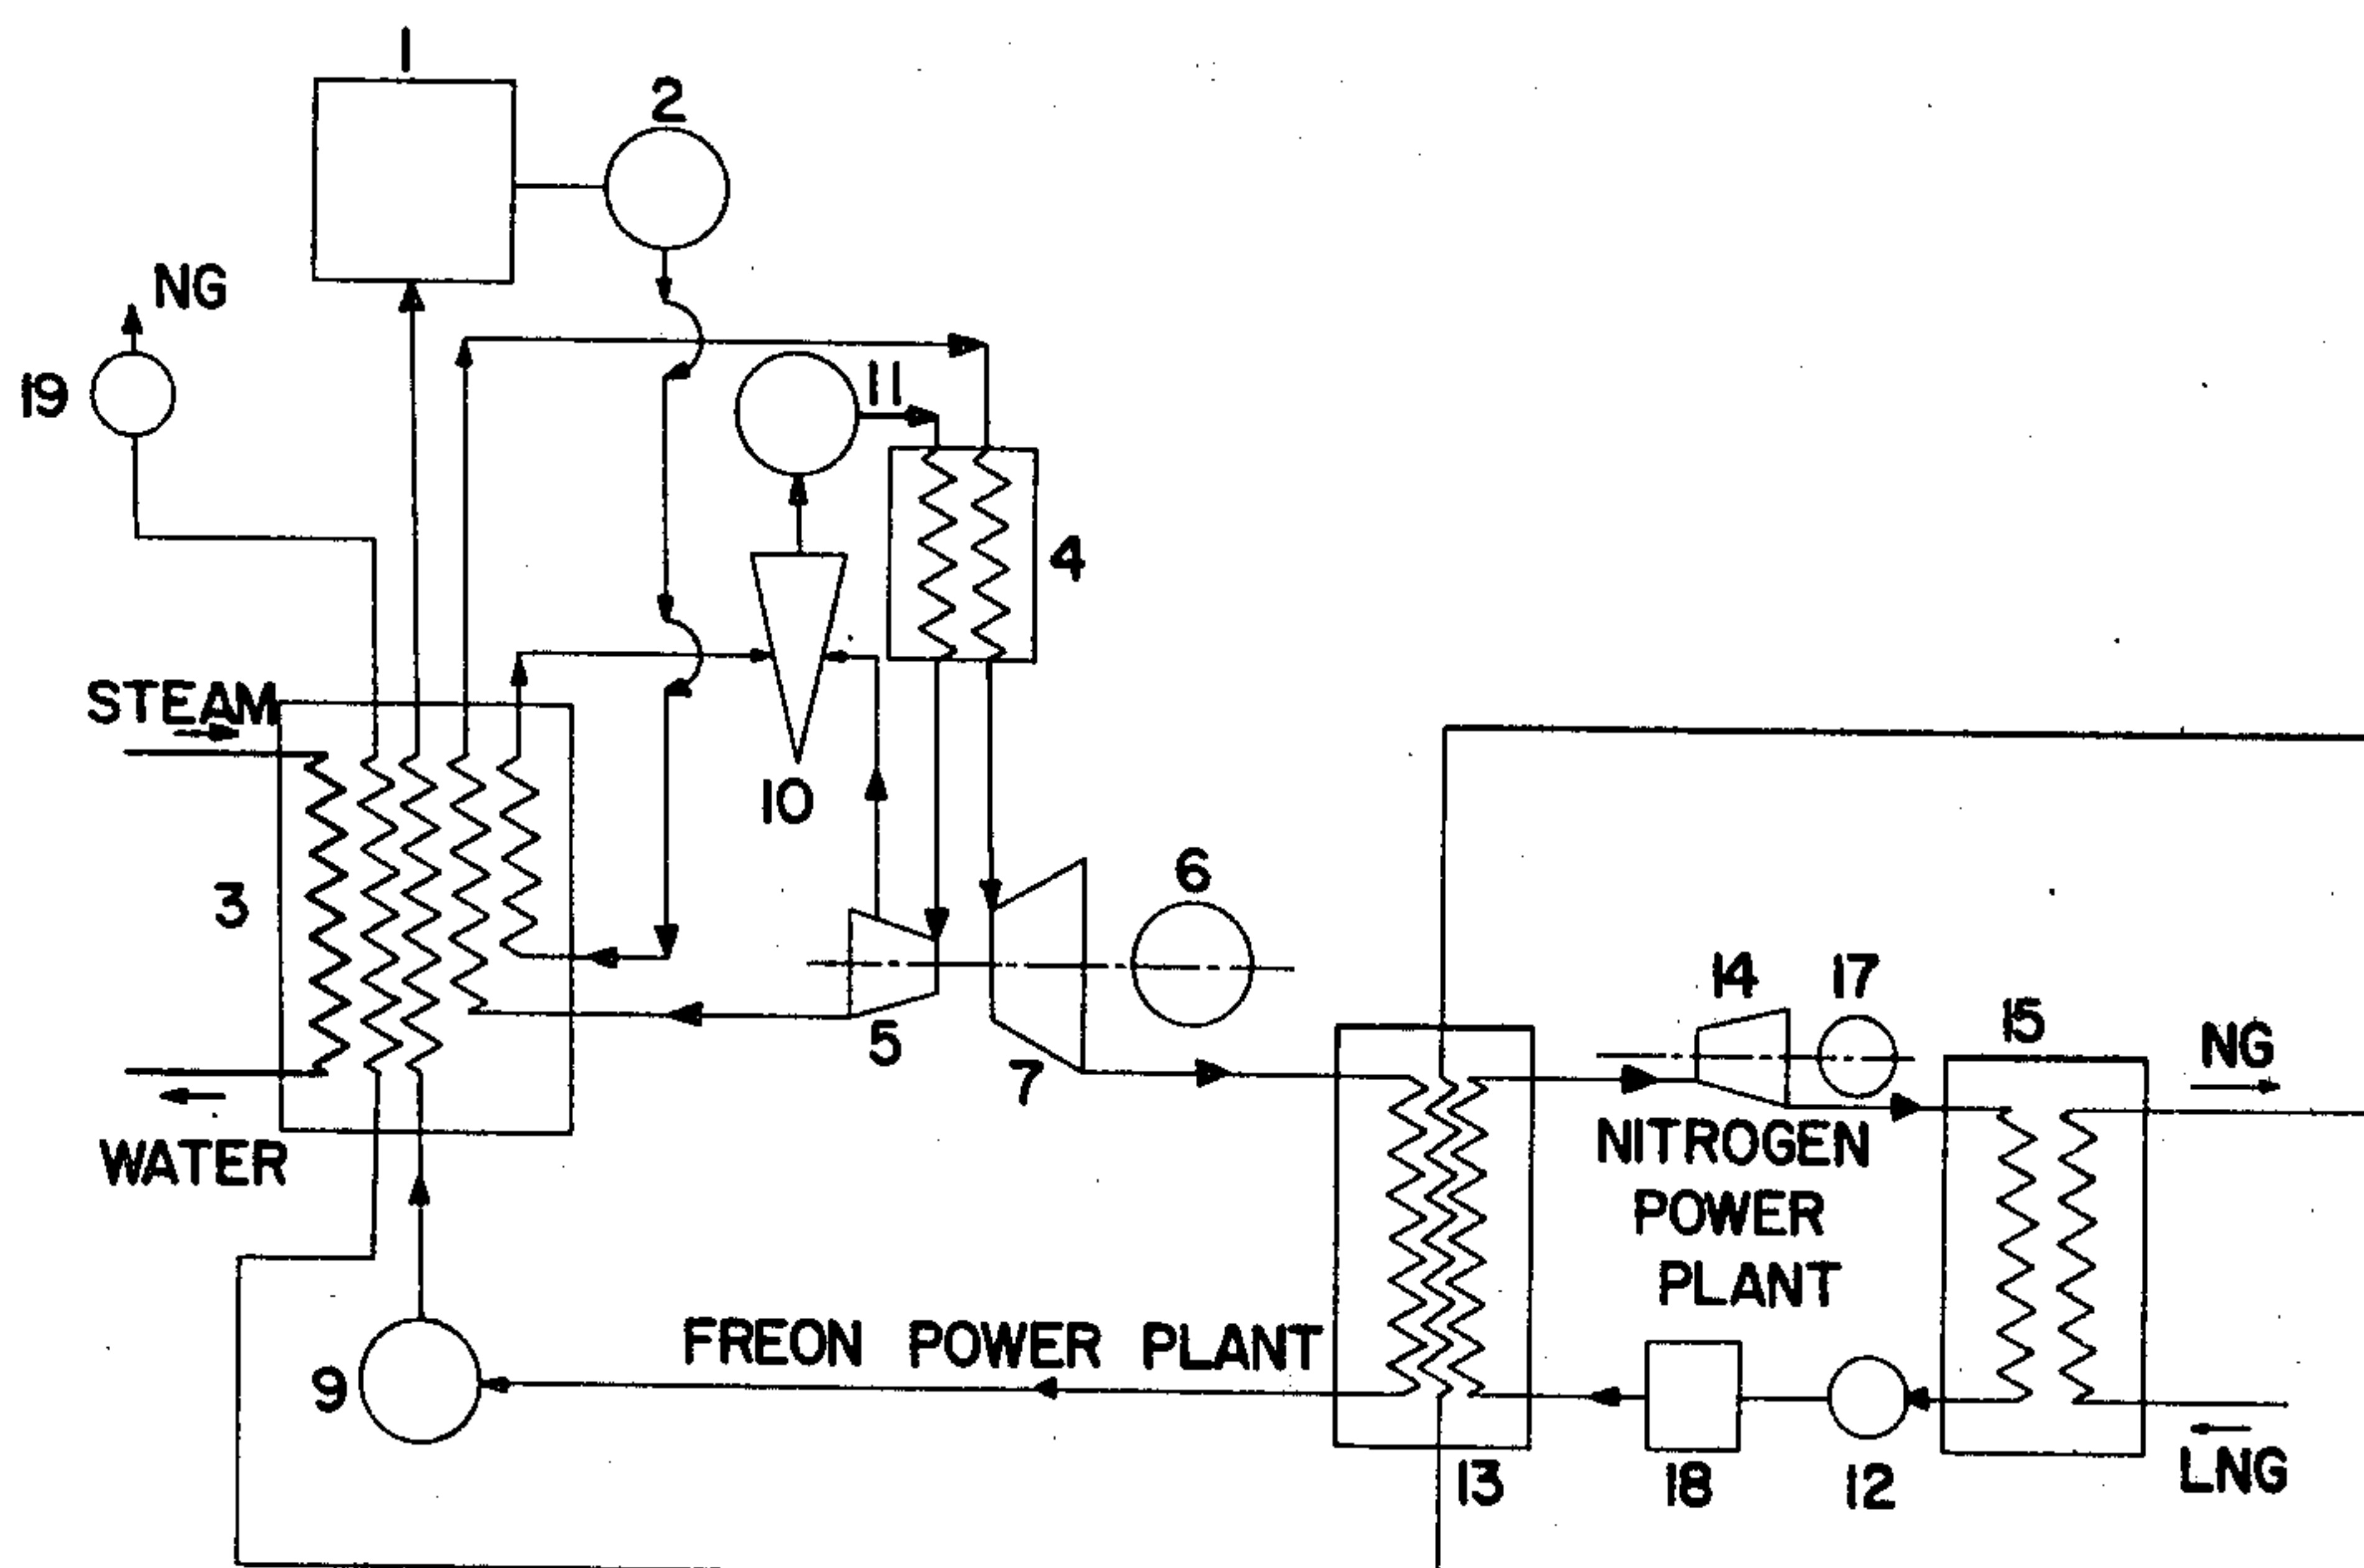 1
2
NG
19
11
4
STEAM
10
3
6
5
7
14
17
15
NG
WATER
NITROGEN
POWER
PLANT
FREON POWER PLANT
9
13
18
12
LNG